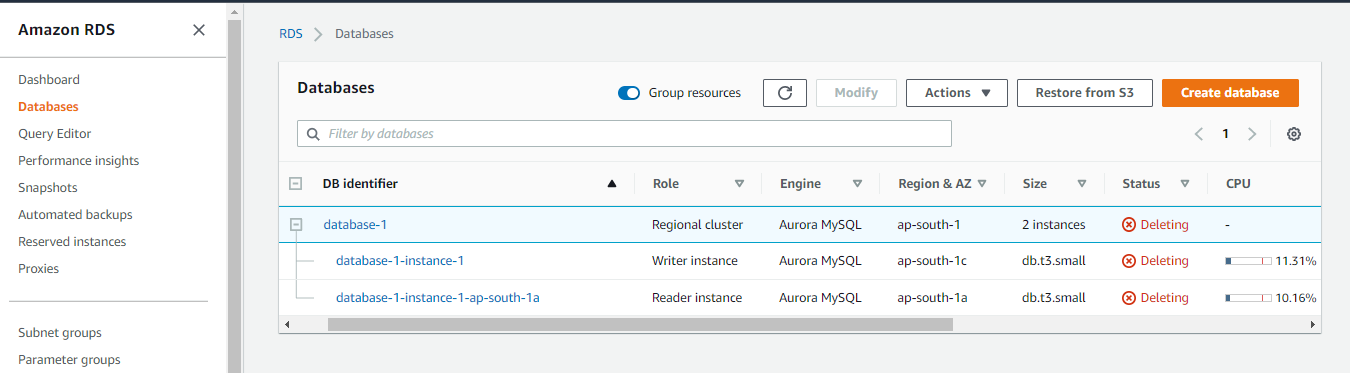 Amazon RDS
Dashboard
Databases
Query Editor
Performance insights
Snapshots
Automated backups
Reserved instances
Proxies
Subnet groups
Parameter groups
RDS Databases
Databases
Group resources Modify Actions Restore from S3 Create database
Filter by databases 1
DB identifier Role Engine Region & AZ Size Status CPU
database-1 Regional cluster Aurora MySQL ap-south-1 2 instances Deleting -
database-1-instance-1 Writer instance Aurora MySQL ap-south-1c db.t3.small Deleting 11.31%
database-1-instance-1-ap-south-1a Reader instance Aurora MySQL ap-south-1a db.t3.small Deleting 10.16%